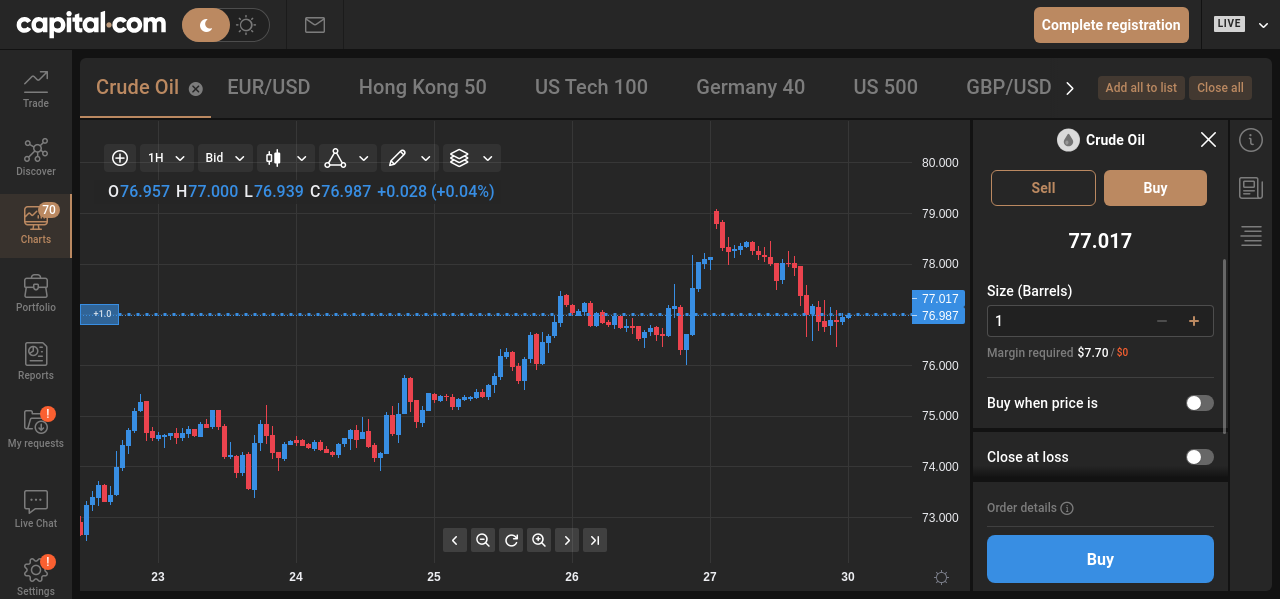 capital.com
Complete registration
LIVE
Trade
Discover
70
Charts
Portfolio
Reports
!
My requests
Live Chat
!
Settings
Crude Oil EUR/USD Hong Kong 50 US Tech 100 Germany 40 US 500 GBP/USD
Add all to list Close all
1H Bid
O76.957 H77.000 L76.939 C76.987 +0.028 (+0.04%)
+1.0
80.000
79.000
78.000
77.017
76.987
76.000
75.000
74.000
73.000
23 24 25 26 27 30
Crude Oil
Sell Buy
77.017
Size (Barrels)
1
Margin required $7.70 / $0
Buy when price is
Close at loss
Order details
Buy